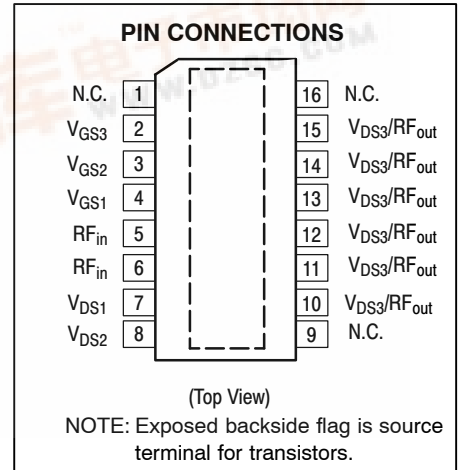 PIN CONNECTIONS
N.C. 1 16 N.C.
VGS3 2 15 VDS3/RFout
VGS2 3 14 VDS3/RFout
VGS1 4 13 VDS3/RFout
RFin 5 12 VDS3/RFout
RFin 6 11 VDS3/RFout
VDS1 7 10 VDS3/RFout
VDS2 8 9 N.C.
(Top View)
NOTE: Exposed backside flag is source
terminal for transistors.